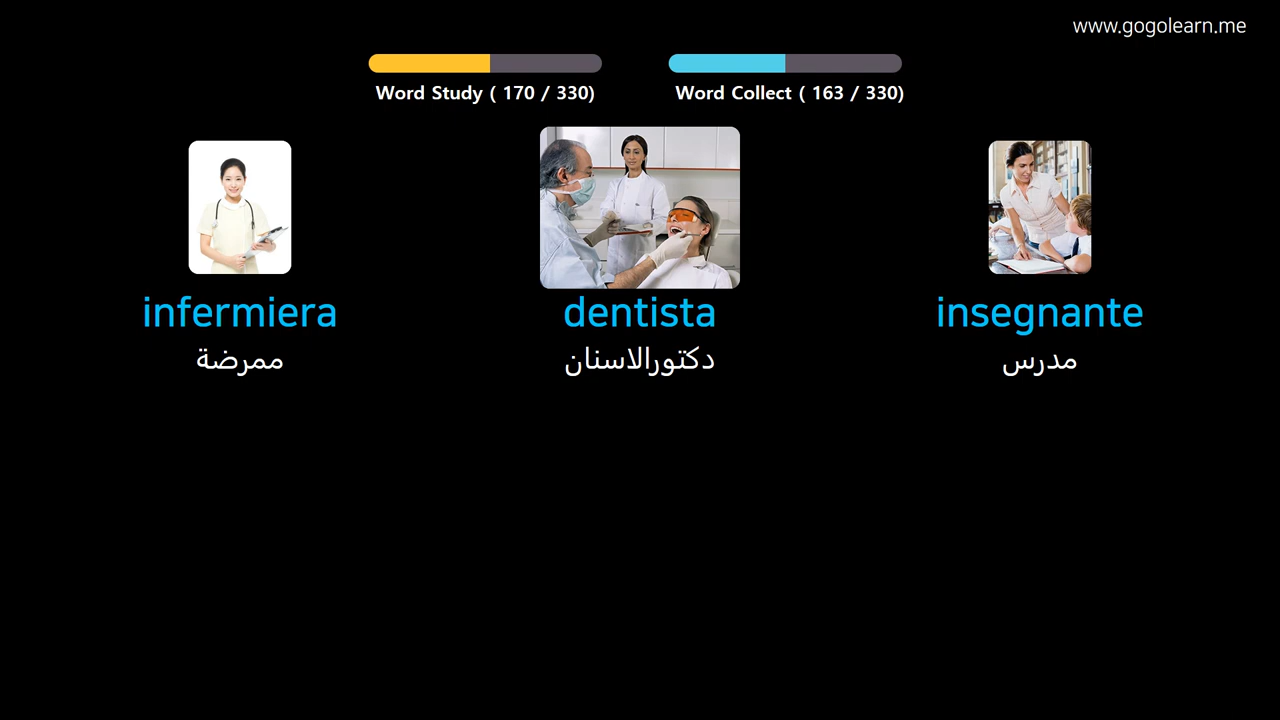 www.gogolearn.me
Word Study ( 170 / 330)
Word Collect ( 163 / 330)
infermiera
dentista
insegnante
ممرضة
دكتورالاسنان
مدرس